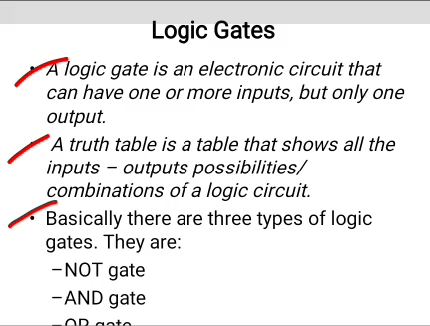 Logic Gates
• A logic gate is an electronic circuit that
can have one or more inputs, but only one
output.
• A truth table is a table that shows all the
inputs – outputs possibilities/
combinations of a logic circuit.
• Basically there are three types of logic
gates. They are:
–NOT gate
–AND gate
–OR gate